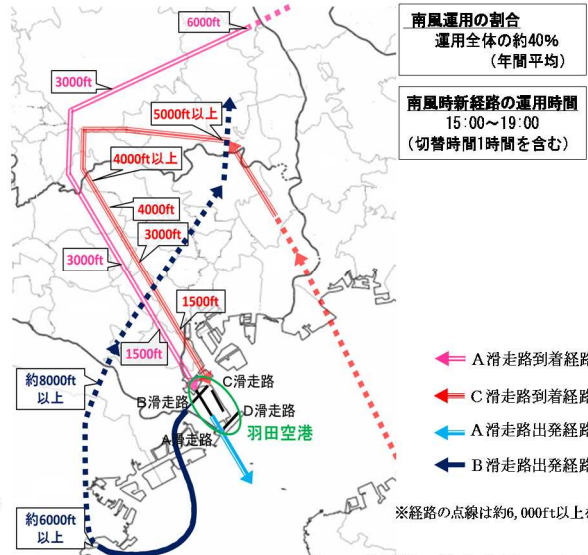 南風運用の割合
運用全体の約40%
(年間平均)
南風時新経路の運用時間
15:00～19:00
(切替時間1時間を含む)
6000ft
3000ft
5000ft以上
4000ft以上
4000ft
3000ft
3000ft
1500ft
1500ft
約8000ft
以上
C滑走路
B滑走路
D滑走路
A滑走路
羽田空港
約6000ft
以上
A滑走路到着経路
C滑走路到着経路
A滑走路出発経路
B滑走路出発経路
※経路の点線は約6,000ft以上を